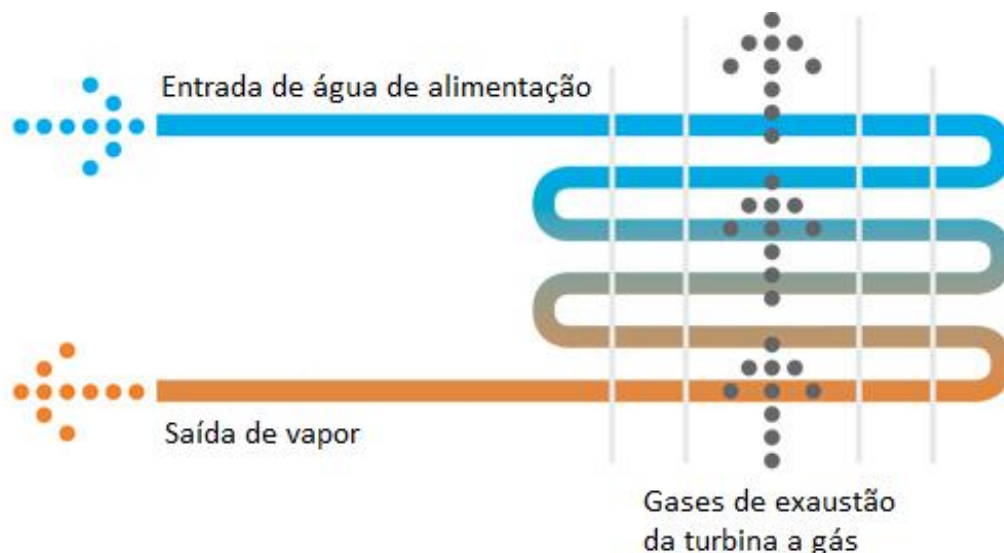 Entrada de água de alimentação
Saída de vapor
Gases de exaustão
da turbina a gás